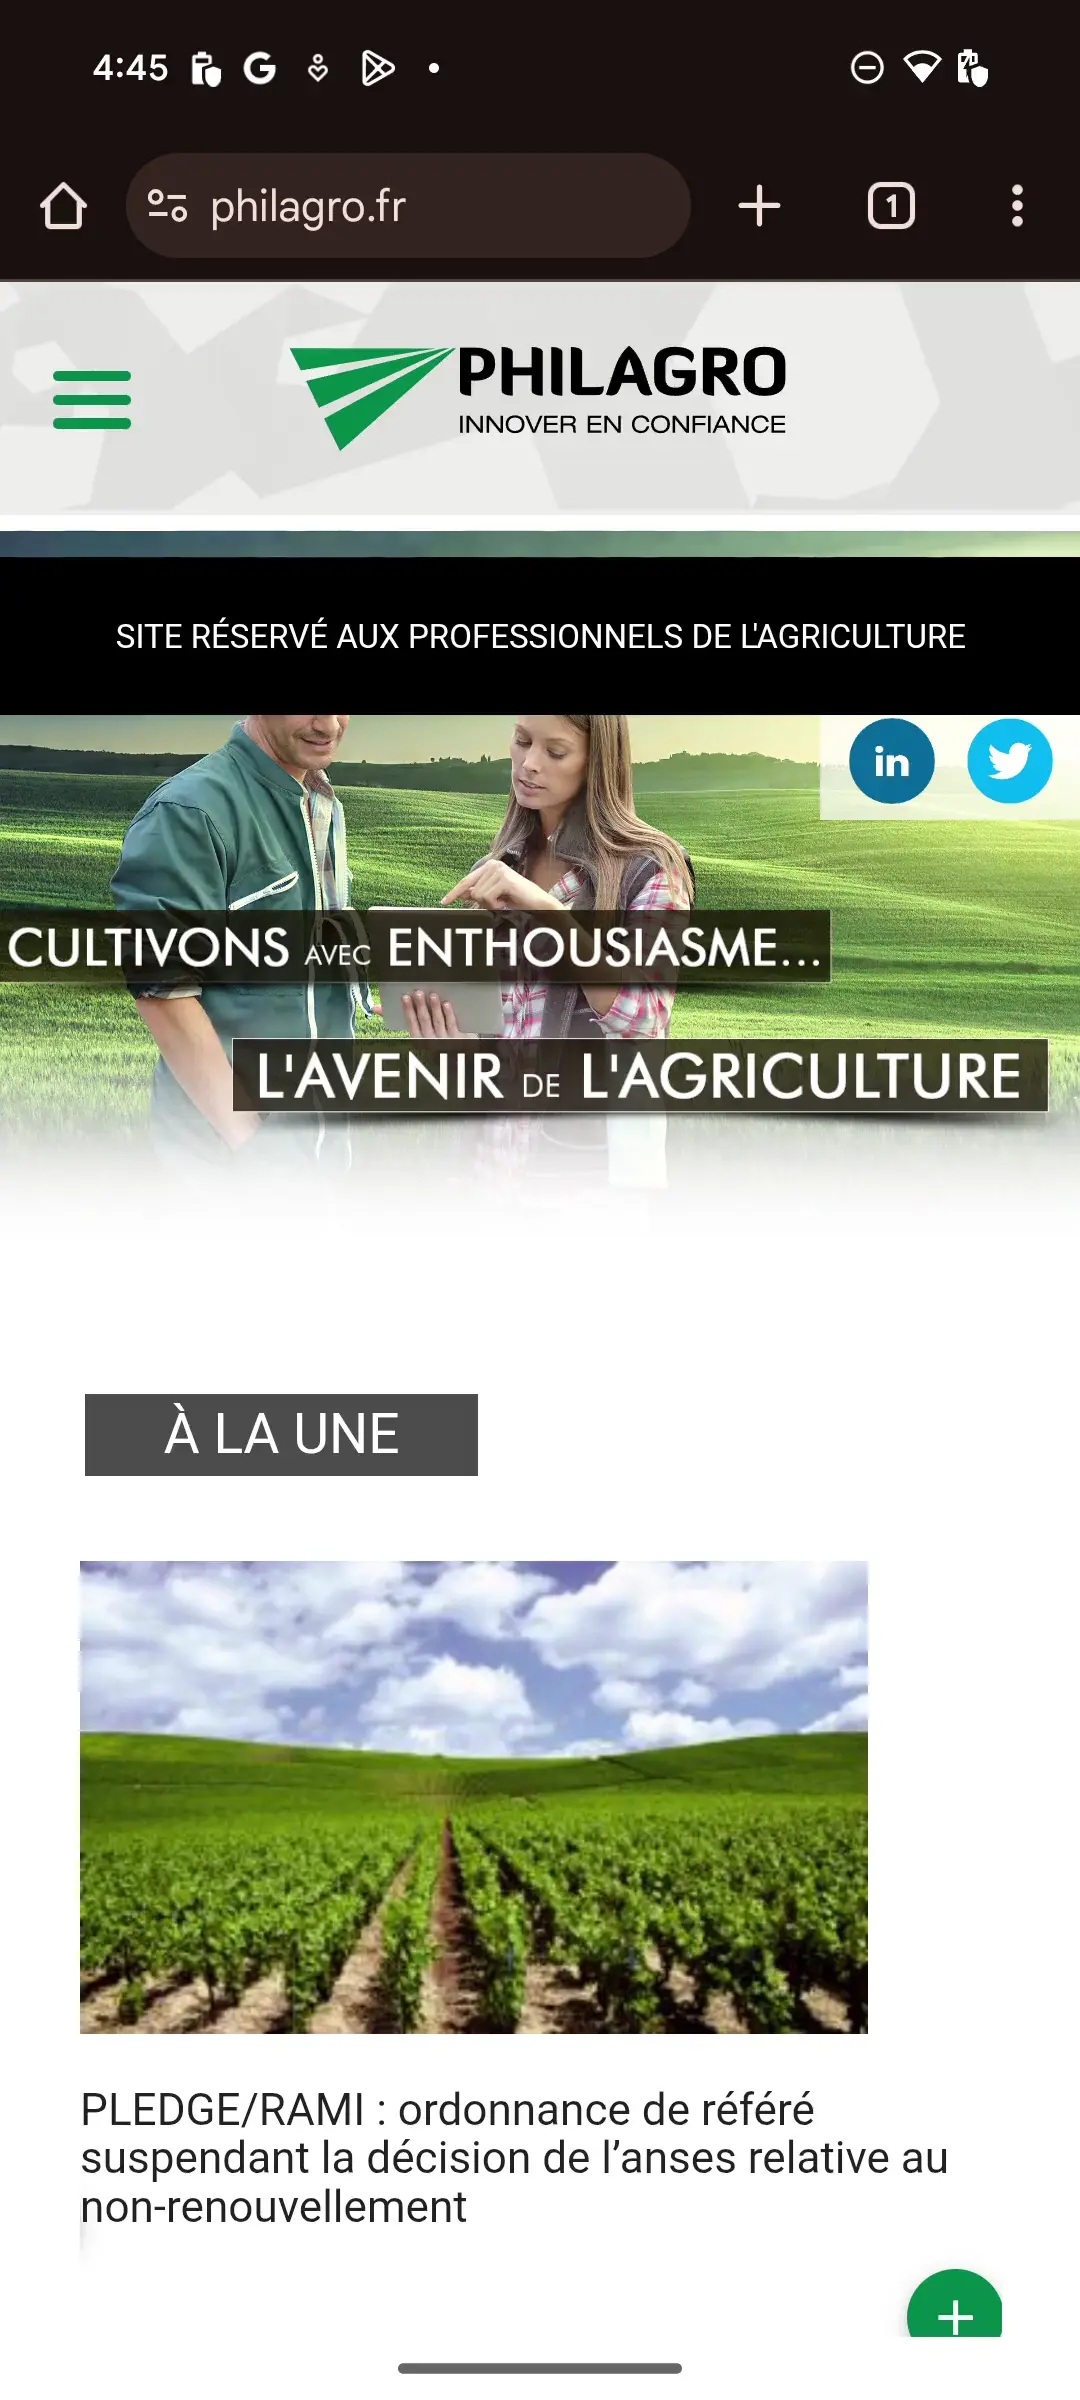 4:45
philagro.fr
1
PHILAGRO
INNOVER EN CONFIANCE
SITE RÉSERVÉ AUX PROFESSIONNELS DE L'AGRICULTURE
in
CULTIVONS AVEC ENTHOUSIASME...
L'AVENIR DE L'AGRICULTURE
À LA UNE
PLEDGE/RAMI : ordonnance de référé
suspendant la décision de l’anses relative au
non-renouvellement